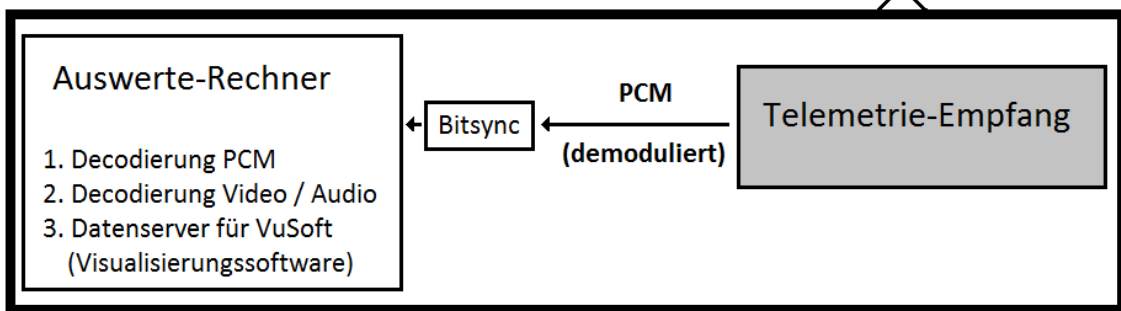 Auswerte-Rechner
1. Decodierung PCM
2. Decodierung Video / Audio
3. Datenserver für VuSoft
(Visualisierungssoftware)
Bitsync
PCM
(demoduliert)
Telemetrie-Empfang